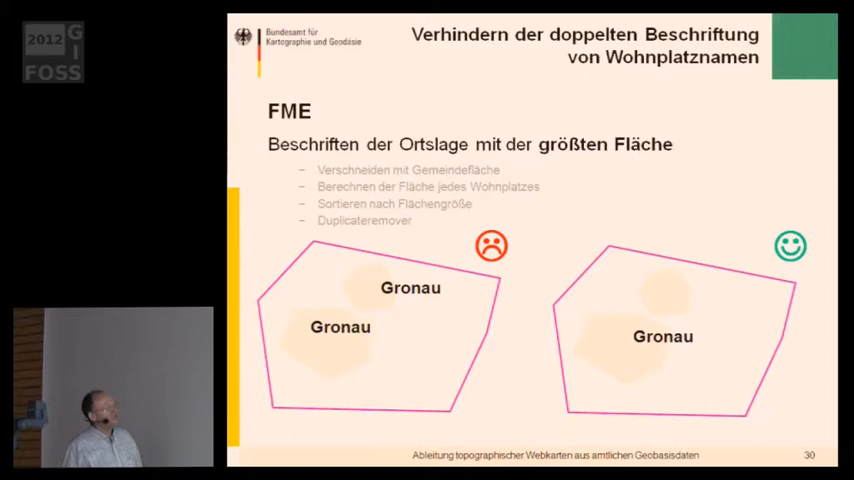 2012 G
I
FOSS
Bundesamt für
Kartographie und Geodäsie
Verhindern der doppelten Beschriftung
von Wohnplatznamen
FME
Beschriften der Ortslage mit der größten Fläche
– Verschneiden mit Gemeindefläche
– Berechnen der Fläche jedes Wohnplatzes
– Sortieren nach Flächengröße
– Duplicateremover
Gronau
Gronau
Gronau
Ableitung topographischer Webkarten aus amtlichen Geobasisdaten 30